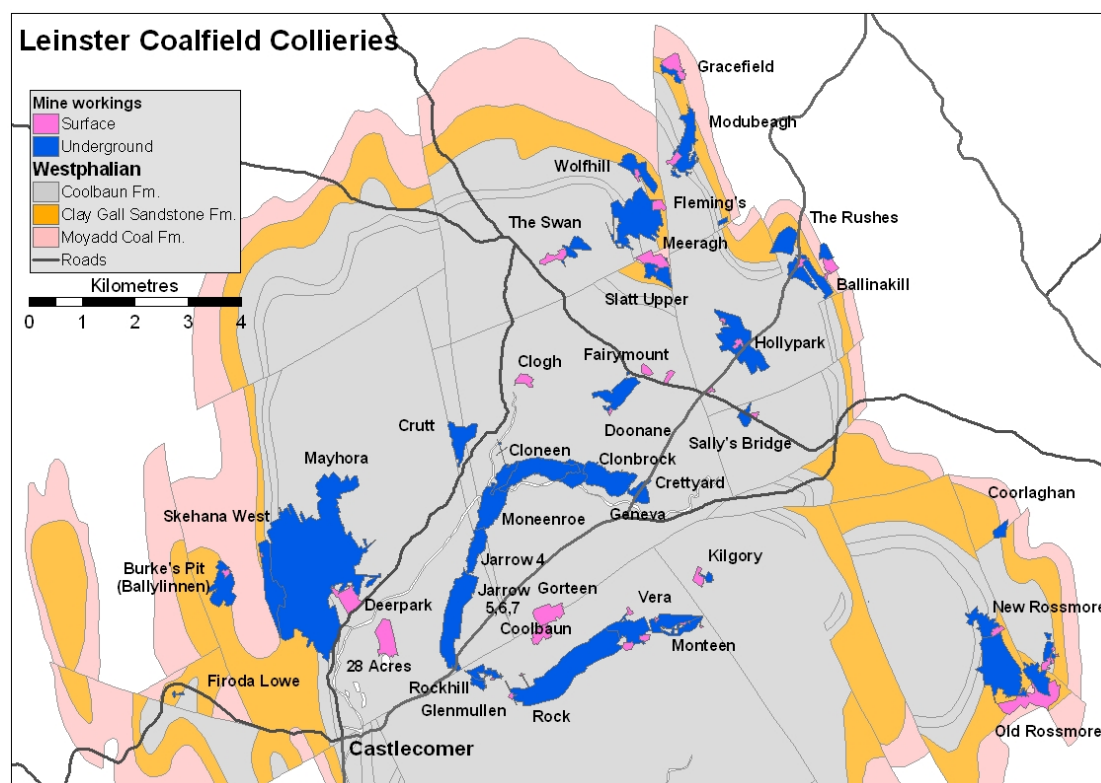 Leinster Coalfield Collieries
Mine workings
Surface
Underground
Westphalian
Coolbaun Fm.
Clay Gall Sandstone Fm.
Moyadd Coal Fm.
Roads
Kilometres
0 1 2 3 4
Gracefield
Modubeagh
Wolfhill
Fleming's
The Rushes
The Swan
Meeragh
Ballinakill
Slatt Upper
Hollypark
Clogh
Fairymount
Crutt
Doonane
Sally's Bridge
Cloneen
Clonbrock
Mayhora
Crettyard
Coorlaghan
Skehana West
Moneenroe
Geneva
Burke's Pit
(Ballylinnen)
Jarrow 4
Kilgory
Deerpark
Jarrow
5,6,7
Gorteen
Vera
New Rossmore
Coolbaun
Monteen
28 Acres
Firoda Lowe
Rockhill
Glenmullen
Rock
Old Rossmore
Castlecomer